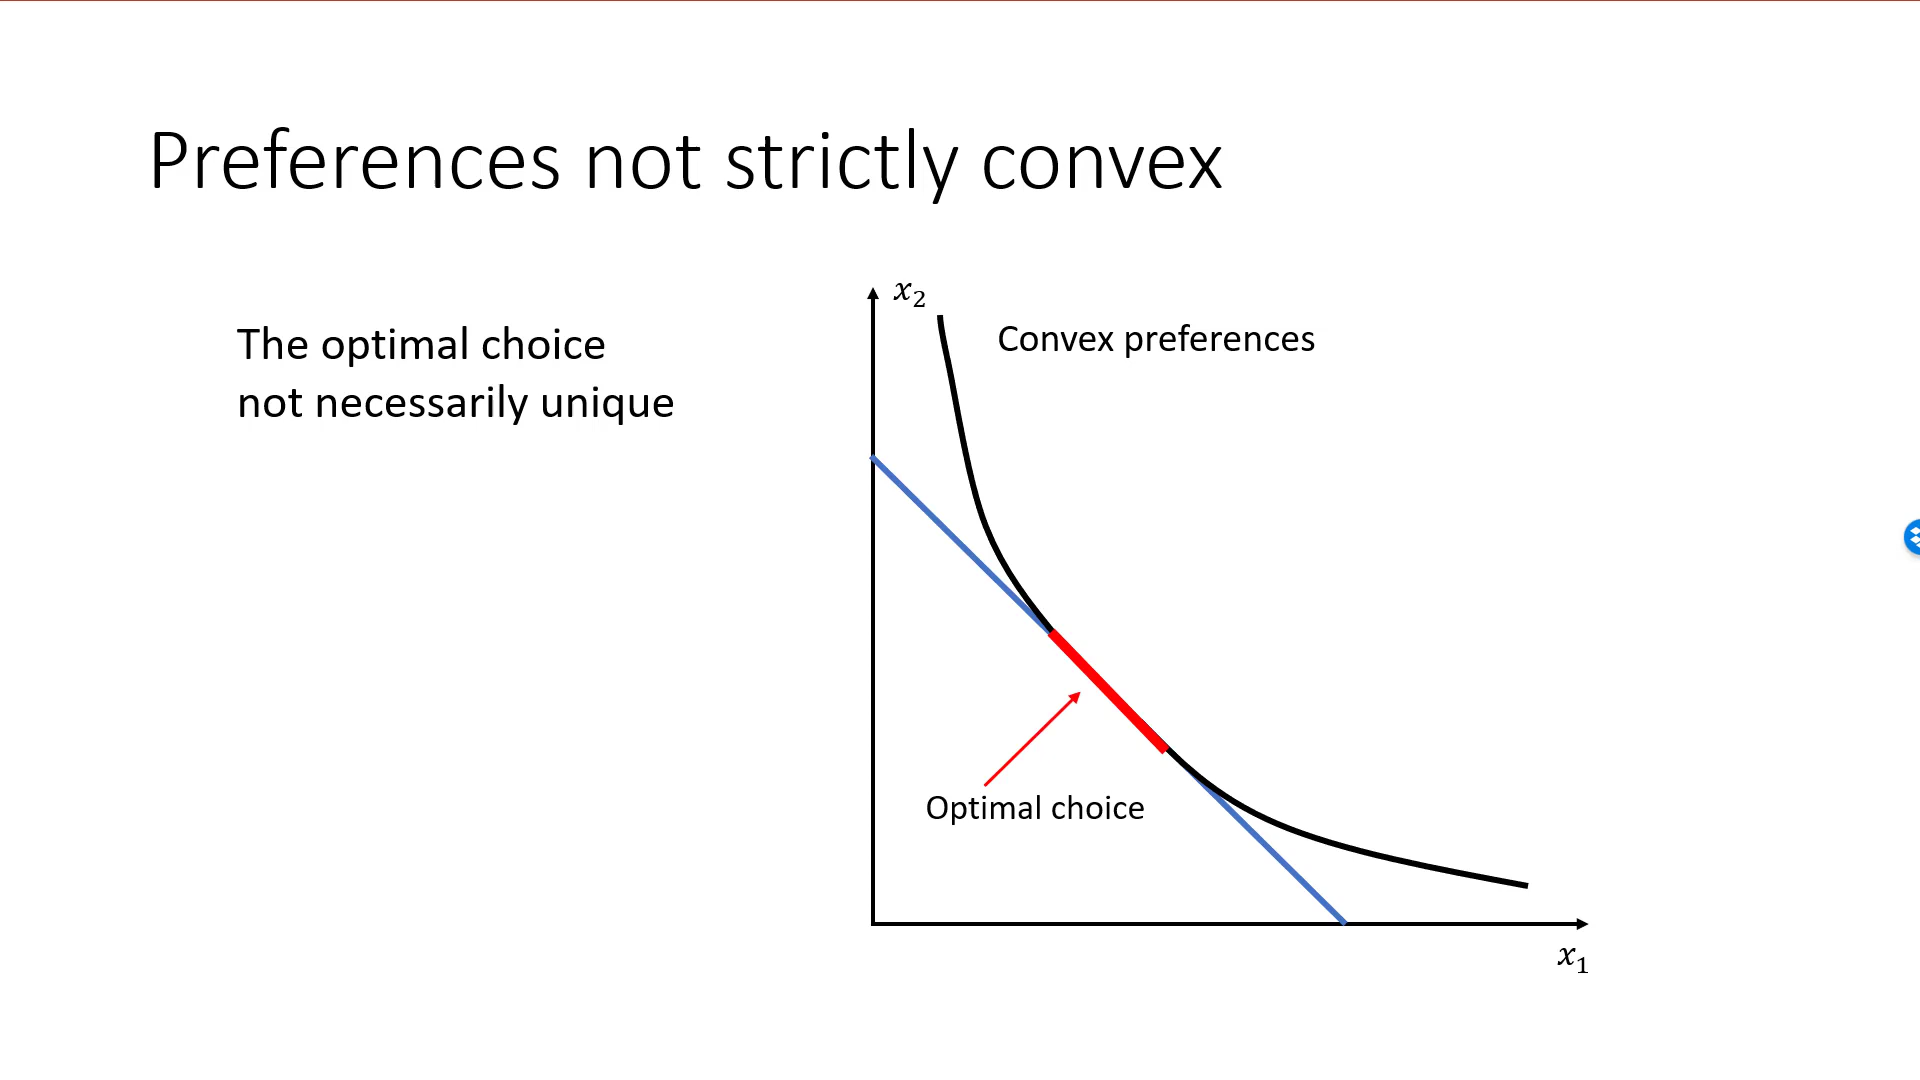 Preferences not strictly convex
The optimal choice
not necessarily unique
x₂
Convex preferences
Optimal choice
x₁